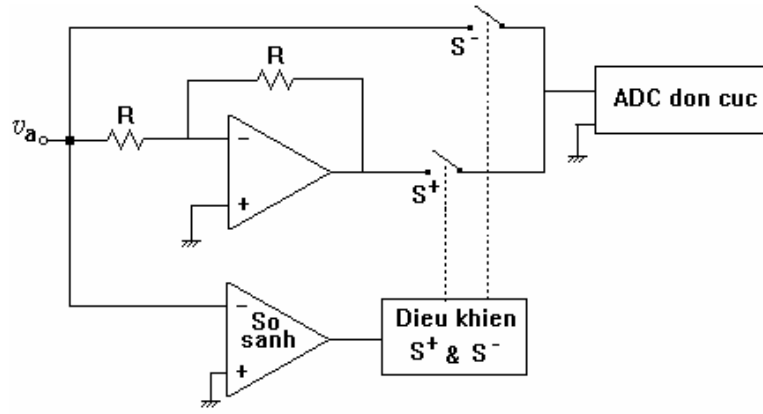 S⁻
R
R
ADC don cuc
va
−
+
S⁺
−
So
sanh
+
Dieu khien
S⁺ & S⁻